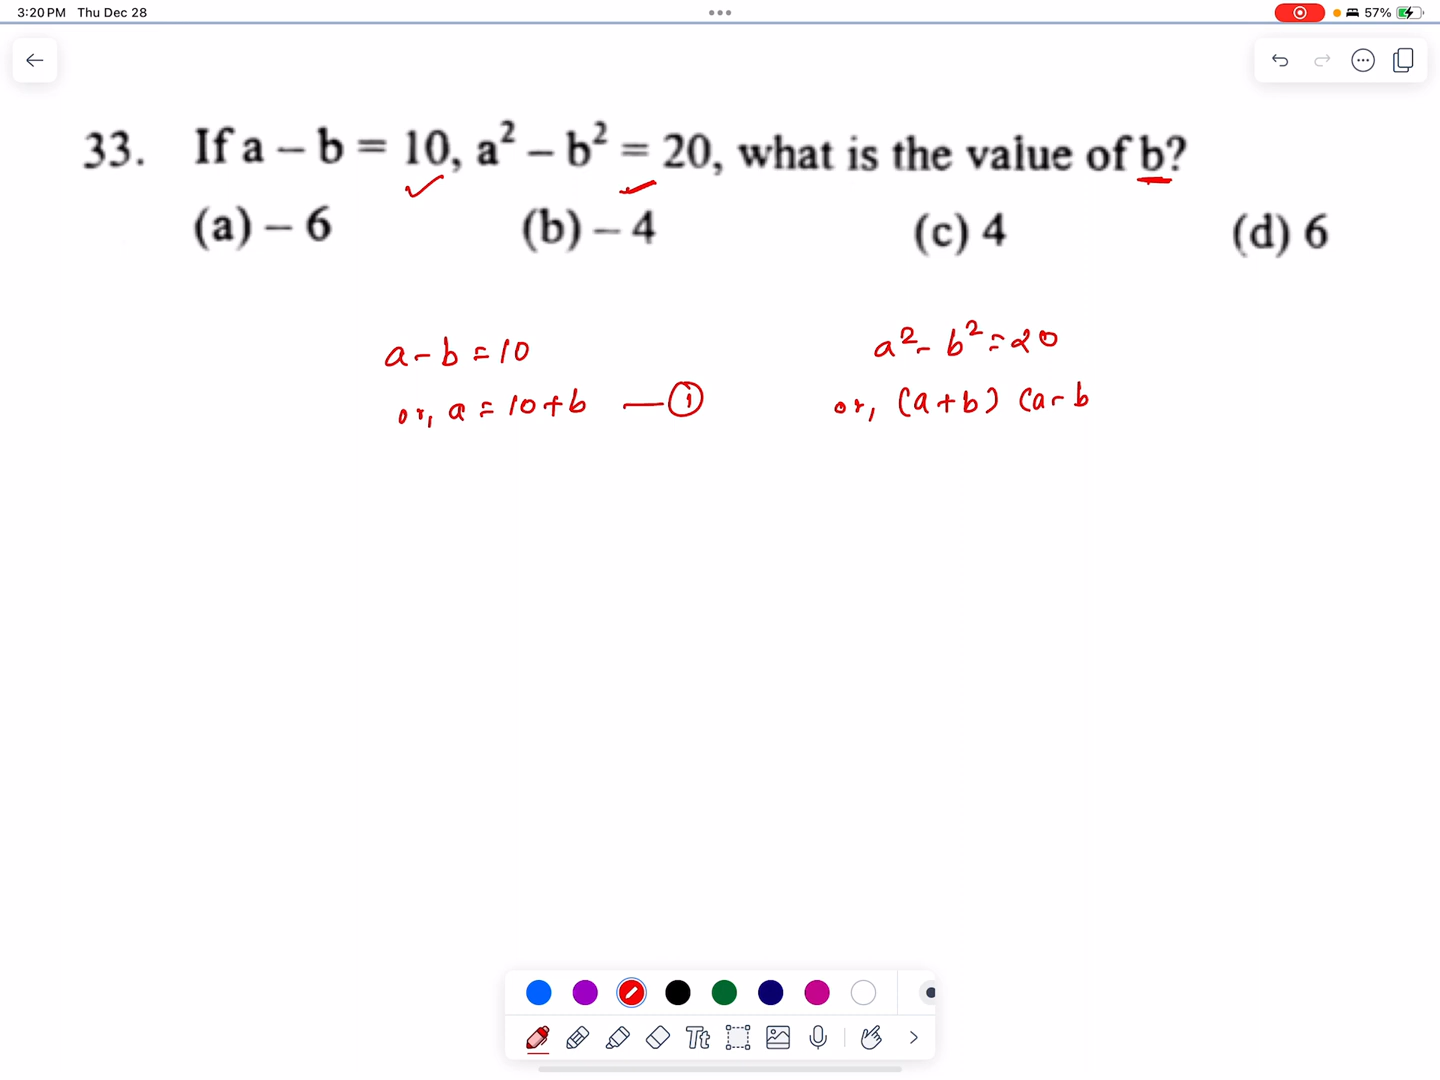 3:20 PM Thu Dec 28
57%
33. If a – b = 10, a² – b² = 20, what is the value of b?
(a) – 6 (b) – 4 (c) 4 (d) 6
a - b = 10
or, a = 10 + b — ①
a² - b² = 20
or, (a + b) (a - b
Tt